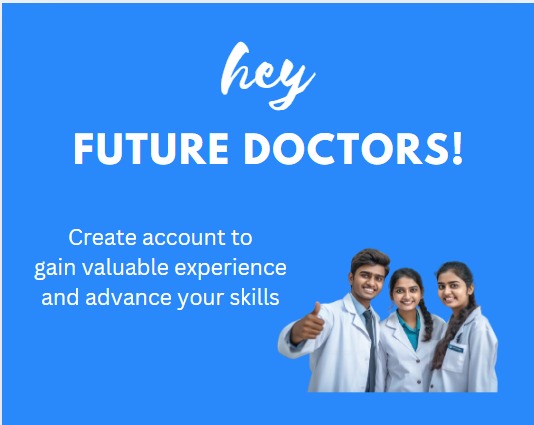 hey
FUTURE DOCTORS!
Create account to
gain valuable experience
and advance your skills